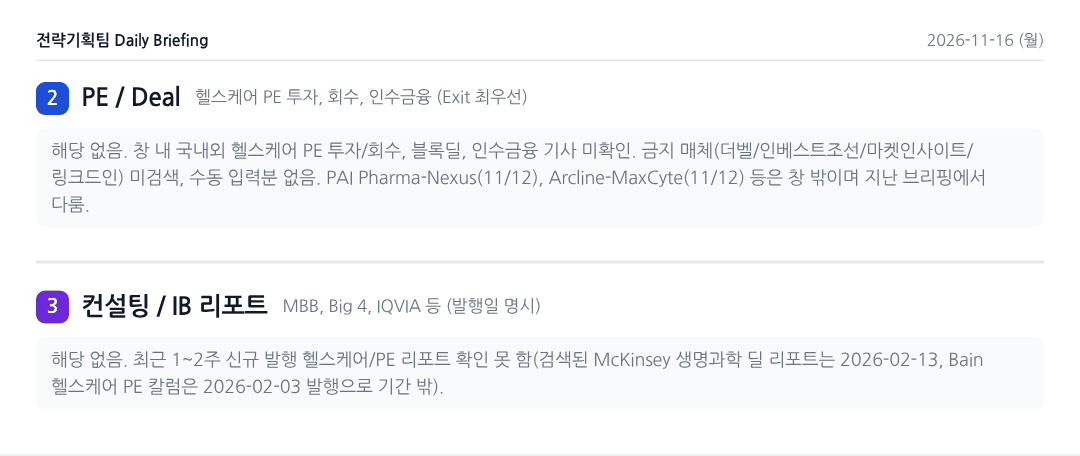 전략기획팀 Daily Briefing
2026-11-16 (월)
2 PE / Deal 헬스케어 PE 투자, 회수, 인수금융 (Exit 최우선)
해당 없음. 창 내 국내외 헬스케어 PE 투자/회수, 블록딜, 인수금융 기사 미확인. 금지 매체(더벨/인베스트조선/마켓인사이트/
링크드인) 미검색, 수동 입력분 없음. PAI Pharma-Nexus(11/12), Arcline-MaxCyte(11/12) 등은 창 밖이며 지난 브리핑에서
다룸.
3 컨설팅 / IB 리포트 MBB, Big 4, IQVIA 등 (발행일 명시)
해당 없음. 최근 1~2주 신규 발행 헬스케어/PE 리포트 확인 못 함(검색된 McKinsey 생명과학 딜 리포트는 2026-02-13, Bain
헬스케어 PE 칼럼은 2026-02-03 발행으로 기간 밖).